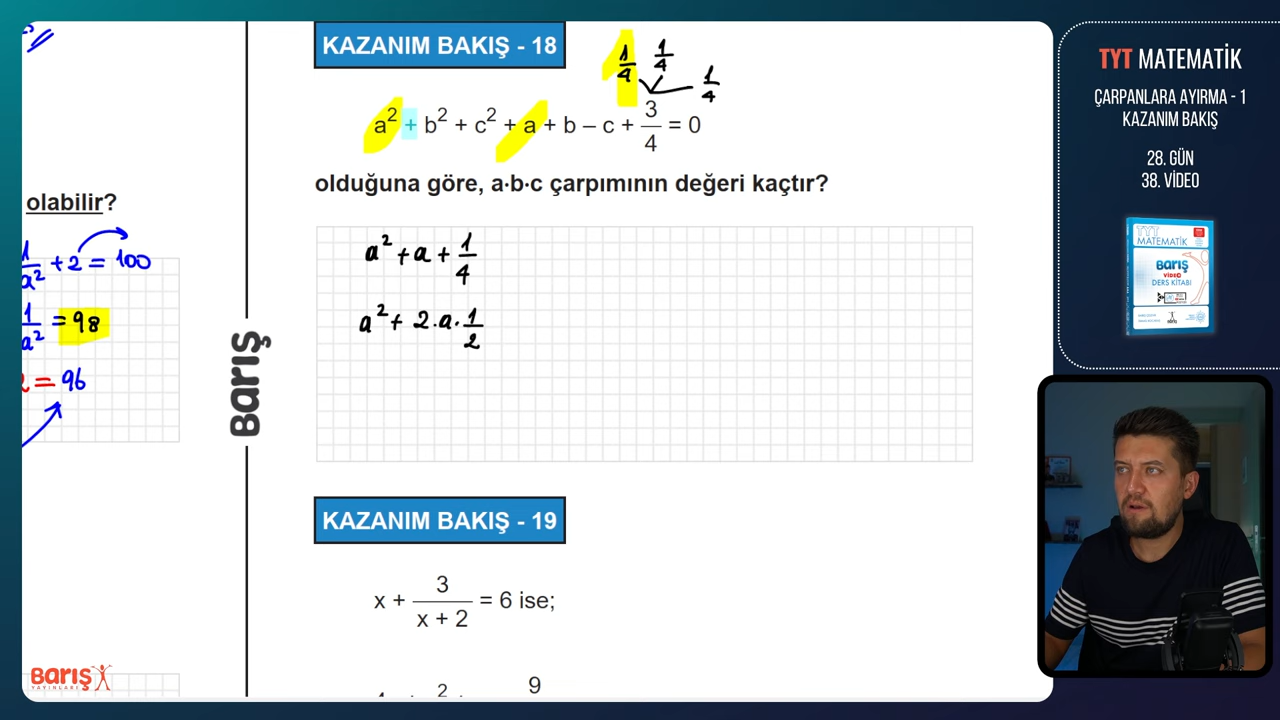 KAZANIM BAKIŞ - 18
1/4 1/4 1/4
a² + b² + c² + a + b – c + 3/4 = 0
olduğuna göre, a·b·c çarpımının değeri kaçtır?
a² + a + 1/4
a² + 2.a.1/2
olabilir?
1/a² + 2 = 100
1/a² = 98
2 = 96
Barış
KAZANIM BAKIŞ - 19
x + 3/(x + 2) = 6 ise;
9
Barış
YAYINLARI
TYT MATEMATİK
ÇARPANLARA AYIRMA - 1
KAZANIM BAKIŞ
28. GÜN
38. VİDEO
TYT
MATEMATİK
Barış
VİDEO
DERS KİTABI